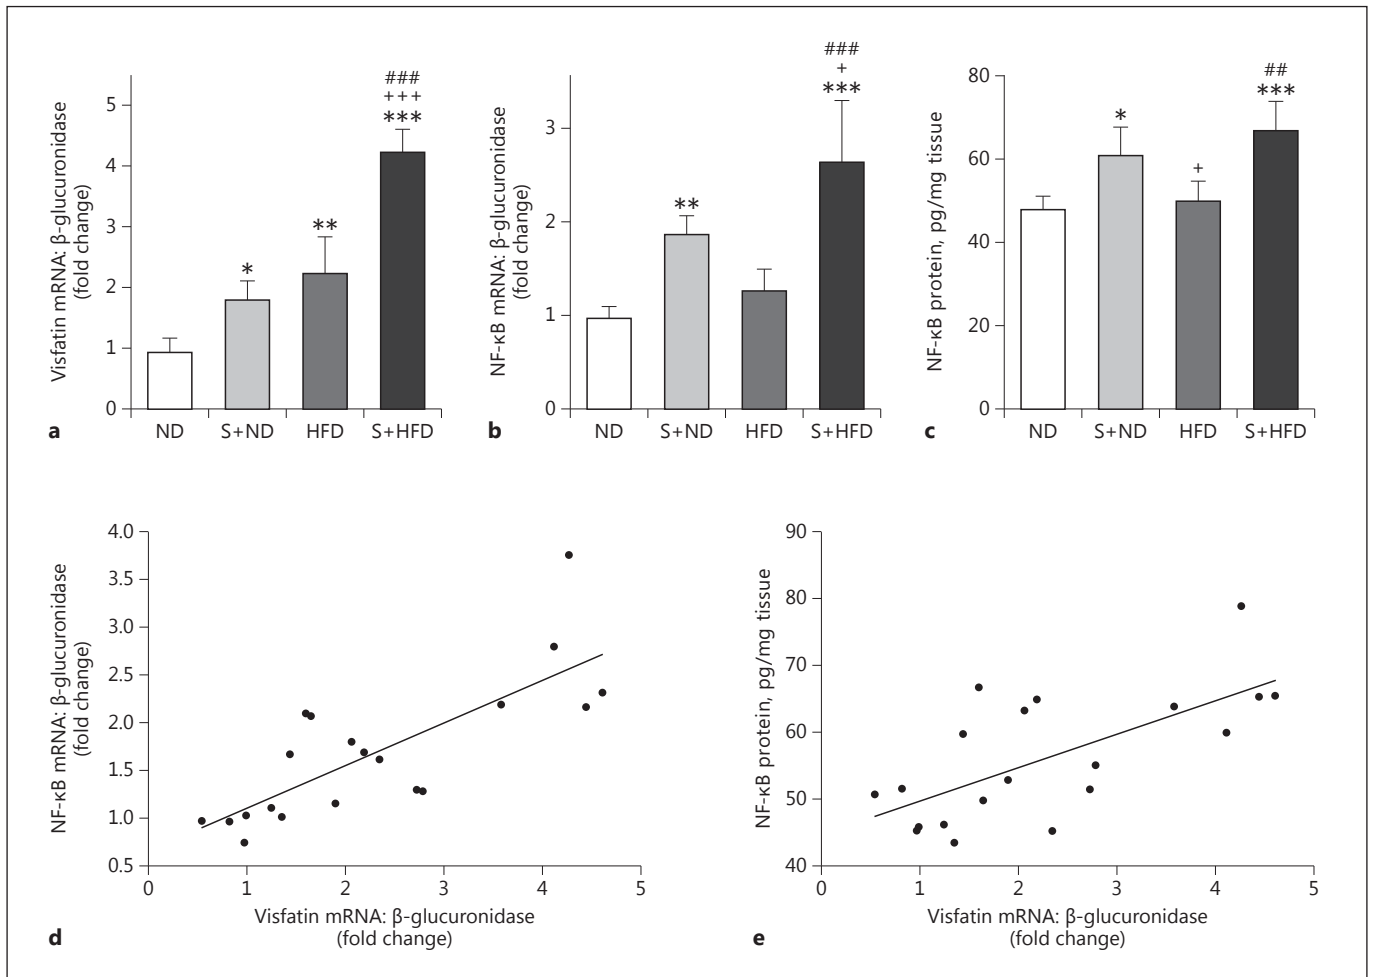 Visfatin mRNA: β-glucuronidase
(fold change)
5
4
3
2
1
0
*
**
###
+++
***
ND
S+ND
HFD
S+HFD
a
NF-κB mRNA: β-glucuronidase
(fold change)
3
2
1
0
**
###
+
***
ND
S+ND
HFD
S+HFD
b
NF-κB protein, pg/mg tissue
80
60
40
20
0
*
+
##
***
ND
S+ND
HFD
S+HFD
c
NF-κB mRNA: β-glucuronidase
(fold change)
4.0
3.5
3.0
2.5
2.0
1.5
1.0
0.5
0
1
2
3
4
5
Visfatin mRNA: β-glucuronidase
(fold change)
d
NF-κB protein, pg/mg tissue
90
80
70
60
50
40
0
1
2
3
4
5
Visfatin mRNA: β-glucuronidase
(fold change)
e